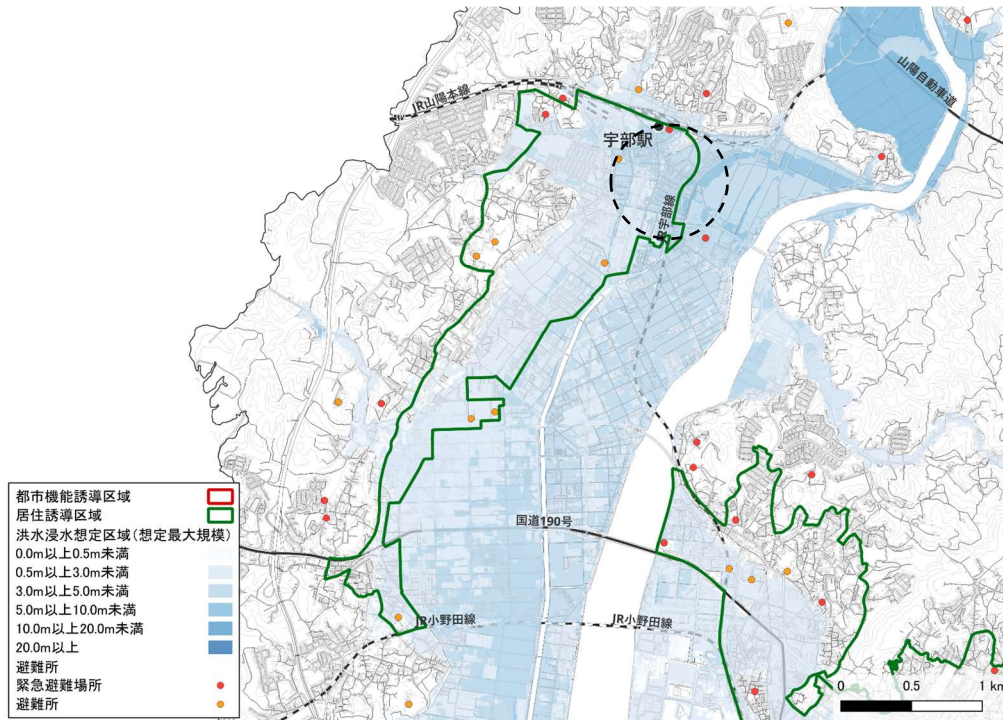 JR山陽本線
山陽自動車道
宇部駅
JR宇部線
国道190号
JR小野田線
JR小野田線
都市機能誘導区域
居住誘導区域
洪水浸水想定区域(想定最大規模)
0.0m以上0.5m未満
0.5m以上3.0m未満
3.0m以上5.0m未満
5.0m以上10.0m未満
10.0m以上20.0m未満
20.0m以上
避難所
緊急避難場所
避難所
0 0.5 1 km